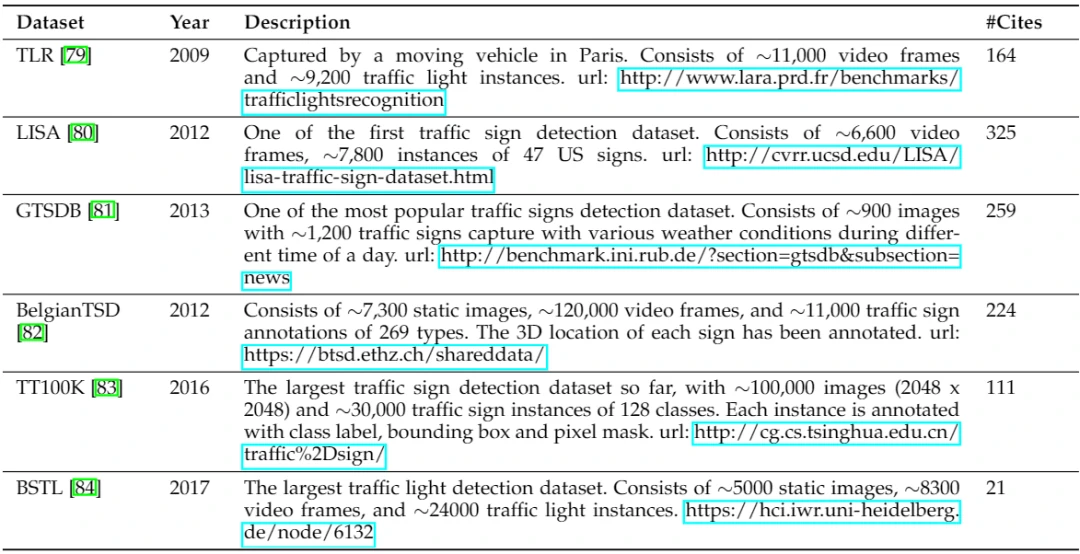 Dataset Year Description #Cites
TLR [79] 2009 Captured by a moving vehicle in Paris. Consists of ∼11,000 video frames 164
and ∼9,200 traffic light instances. url: http://www.lara.prd.fr/benchmarks/
trafficlightsrecognition
LISA [80] 2012 One of the first traffic sign detection dataset. Consists of ∼6,600 video 325
frames, ∼7,800 instances of 47 US signs. url: http://cvrr.ucsd.edu/LISA/
lisa-traffic-sign-dataset.html
GTSDB [81] 2013 One of the most popular traffic signs detection dataset. Consists of ∼900 images 259
with ∼1,200 traffic signs capture with various weather conditions during differ-
ent time of a day. url: http://benchmark.ini.rub.de/?section=gtsdb&subsection=
news
BelgianTSD 2012 Consists of ∼7,300 static images, ∼120,000 video frames, and ∼11,000 traffic sign 224
[82] annotations of 269 types. The 3D location of each sign has been annotated. url:
https://btsd.ethz.ch/shareddata/
TT100K [83] 2016 The largest traffic sign detection dataset so far, with ∼100,000 images (2048 x 111
2048) and ∼30,000 traffic sign instances of 128 classes. Each instance is annotated
with class label, bounding box and pixel mask. url: http://cg.cs.tsinghua.edu.cn/
traffic%2Dsign/
BSTL [84] 2017 The largest traffic light detection dataset. Consists of ∼5000 static images, ∼8300 21
video frames, and ∼24000 traffic light instances. https://hci.iwr.uni-heidelberg.
de/node/6132